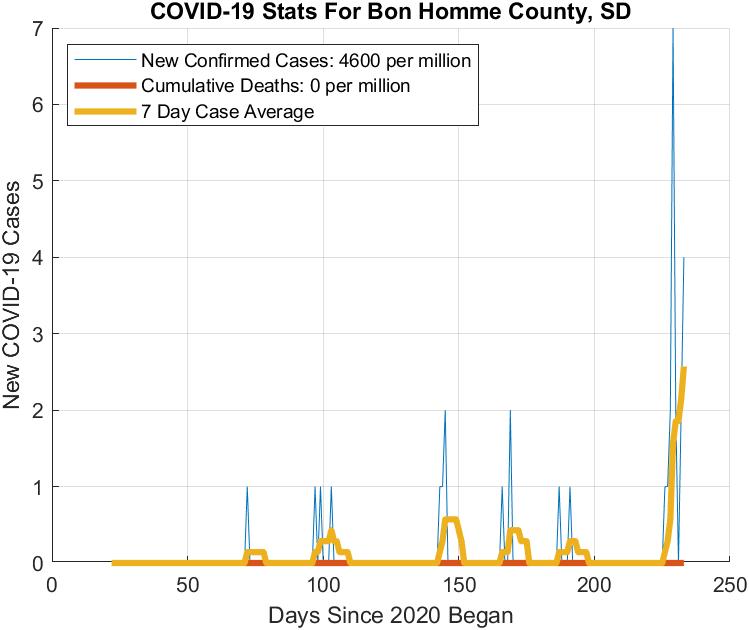 COVID-19 Stats For Bon Homme County, SD
New Confirmed Cases: 4600 per million
Cumulative Deaths: 0 per million
7 Day Case Average
New COVID-19 Cases
7
6
5
4
3
2
1
0
0 50 100 150 200 250
Days Since 2020 Began